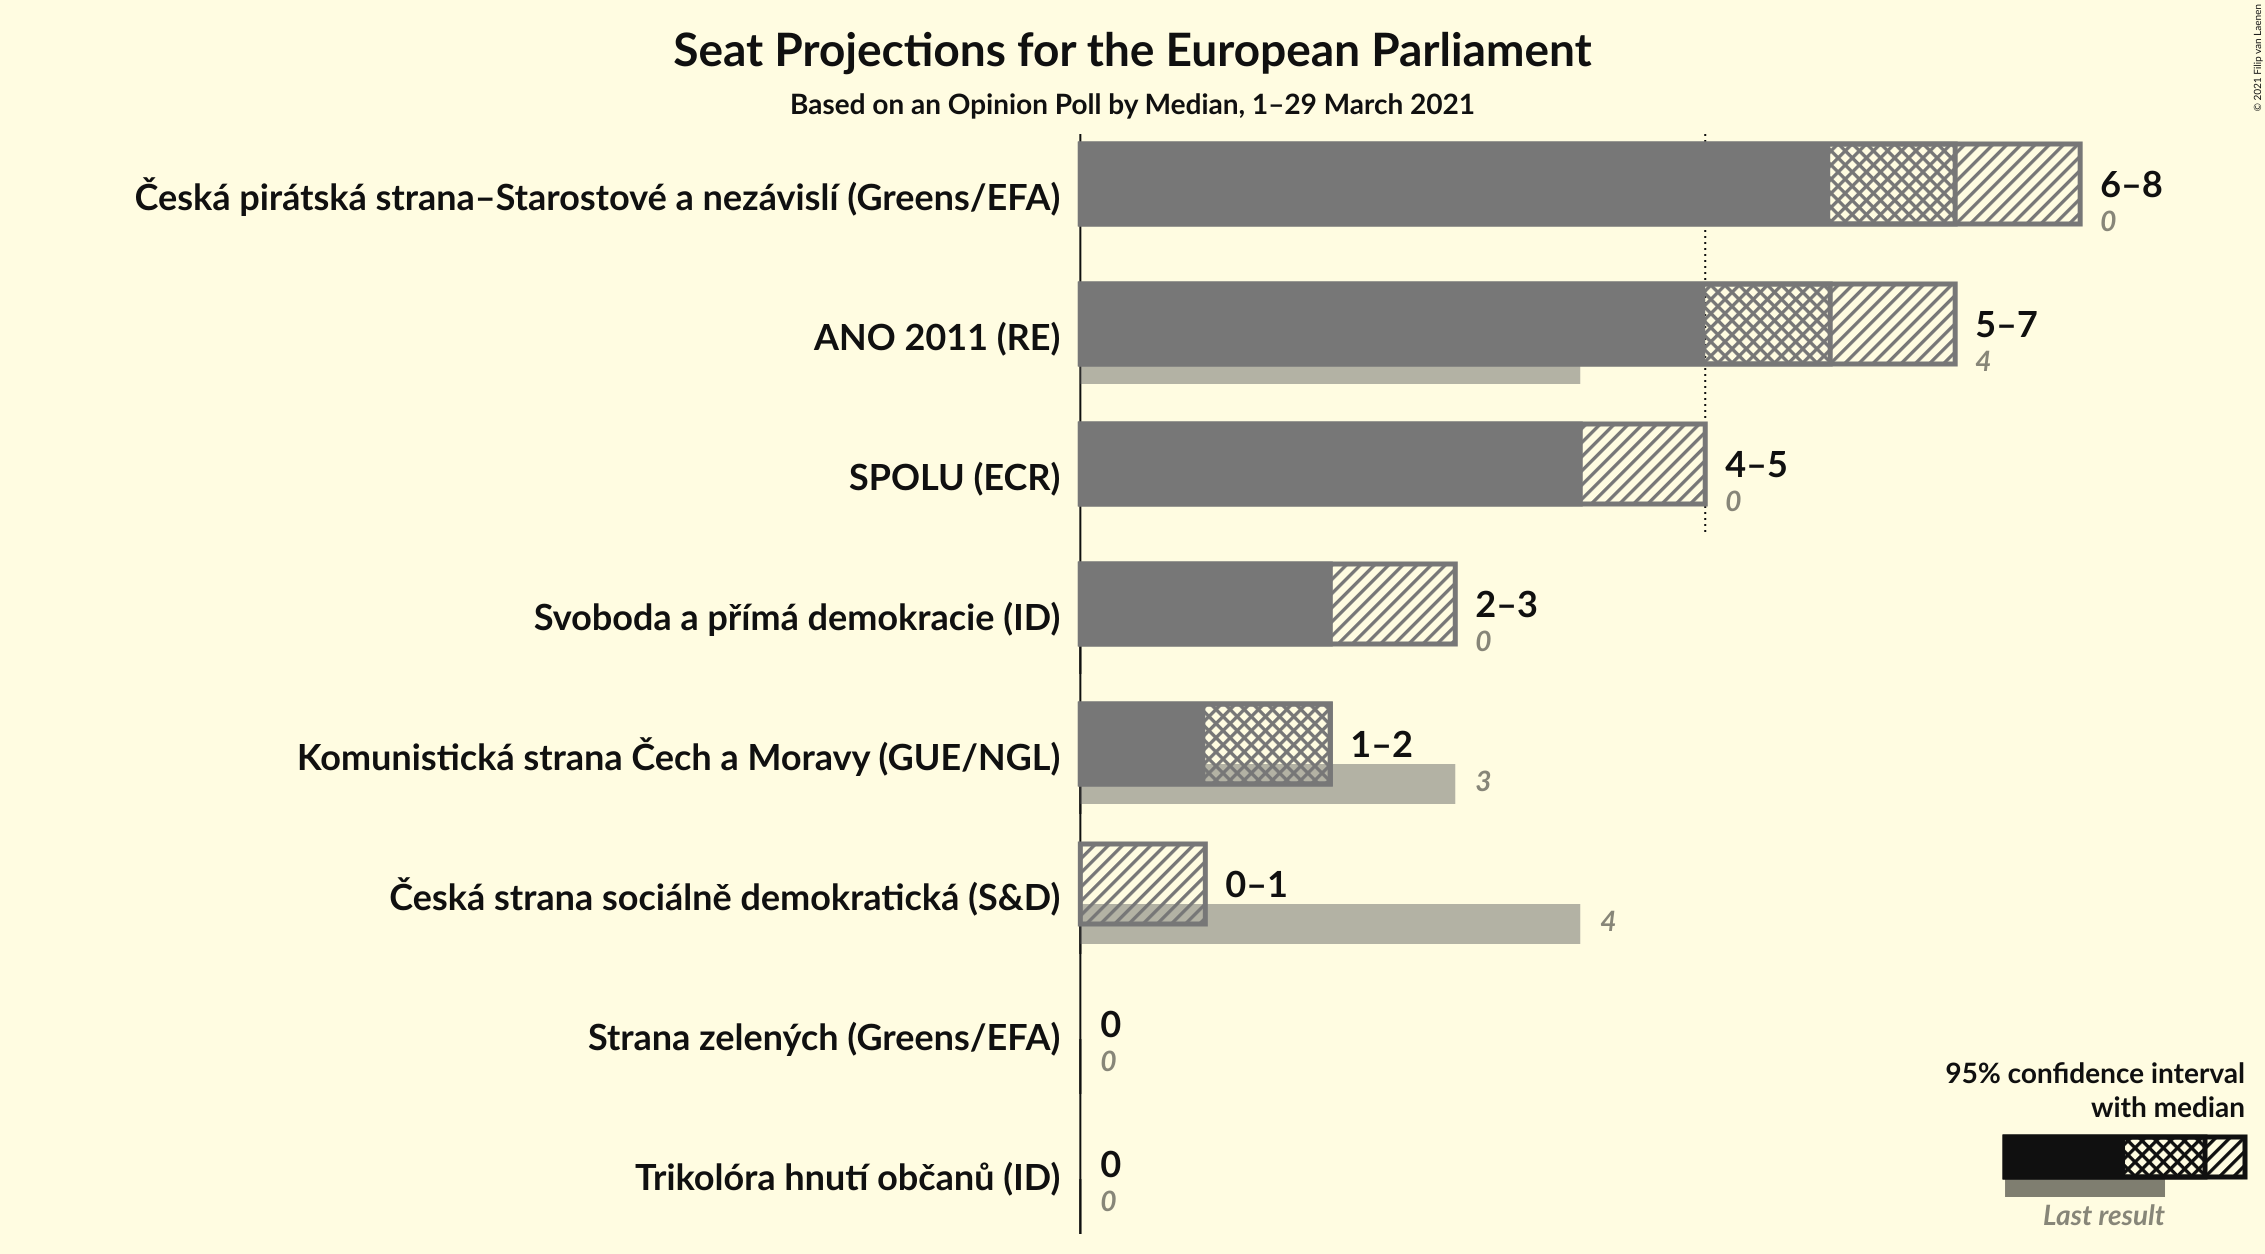 Seat Projections for the European Parliament
Based on an Opinion Poll by Median, 1–29 March 2021
© 2021 Filip van Laenen
Česká pirátská strana–Starostové a nezávislí (Greens/EFA)
6–8
0
ANO 2011 (RE)
5–7
4
SPOLU (ECR)
4–5
0
Svoboda a přímá demokracie (ID)
2–3
0
Komunistická strana Čech a Moravy (GUE/NGL)
1–2
3
Česká strana sociálně demokratická (S&D)
0–1
4
Strana zelených (Greens/EFA)
0
0
Trikolóra hnutí občanů (ID)
0
0
95% confidence interval
with median
Last result